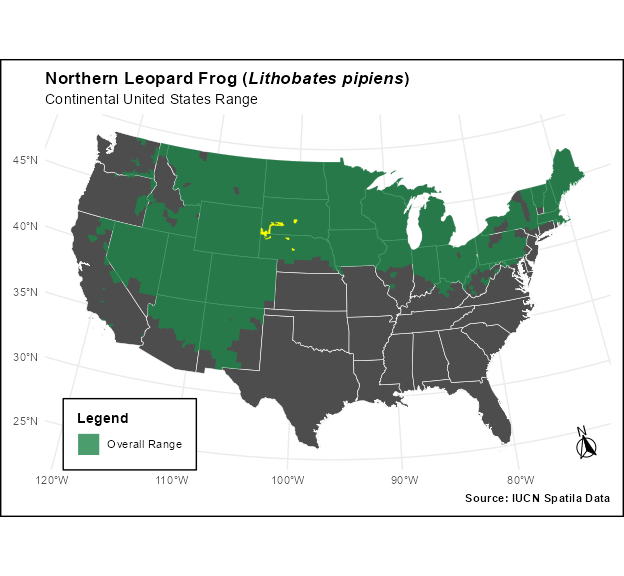 Northern Leopard Frog (Lithobates pipiens)
Continental United States Range
45°N
40°N
35°N
30°N
25°N
Legend
Overall Range
N
120°W 110°W 100°W 90°W 80°W
Source: IUCN Spatila Data